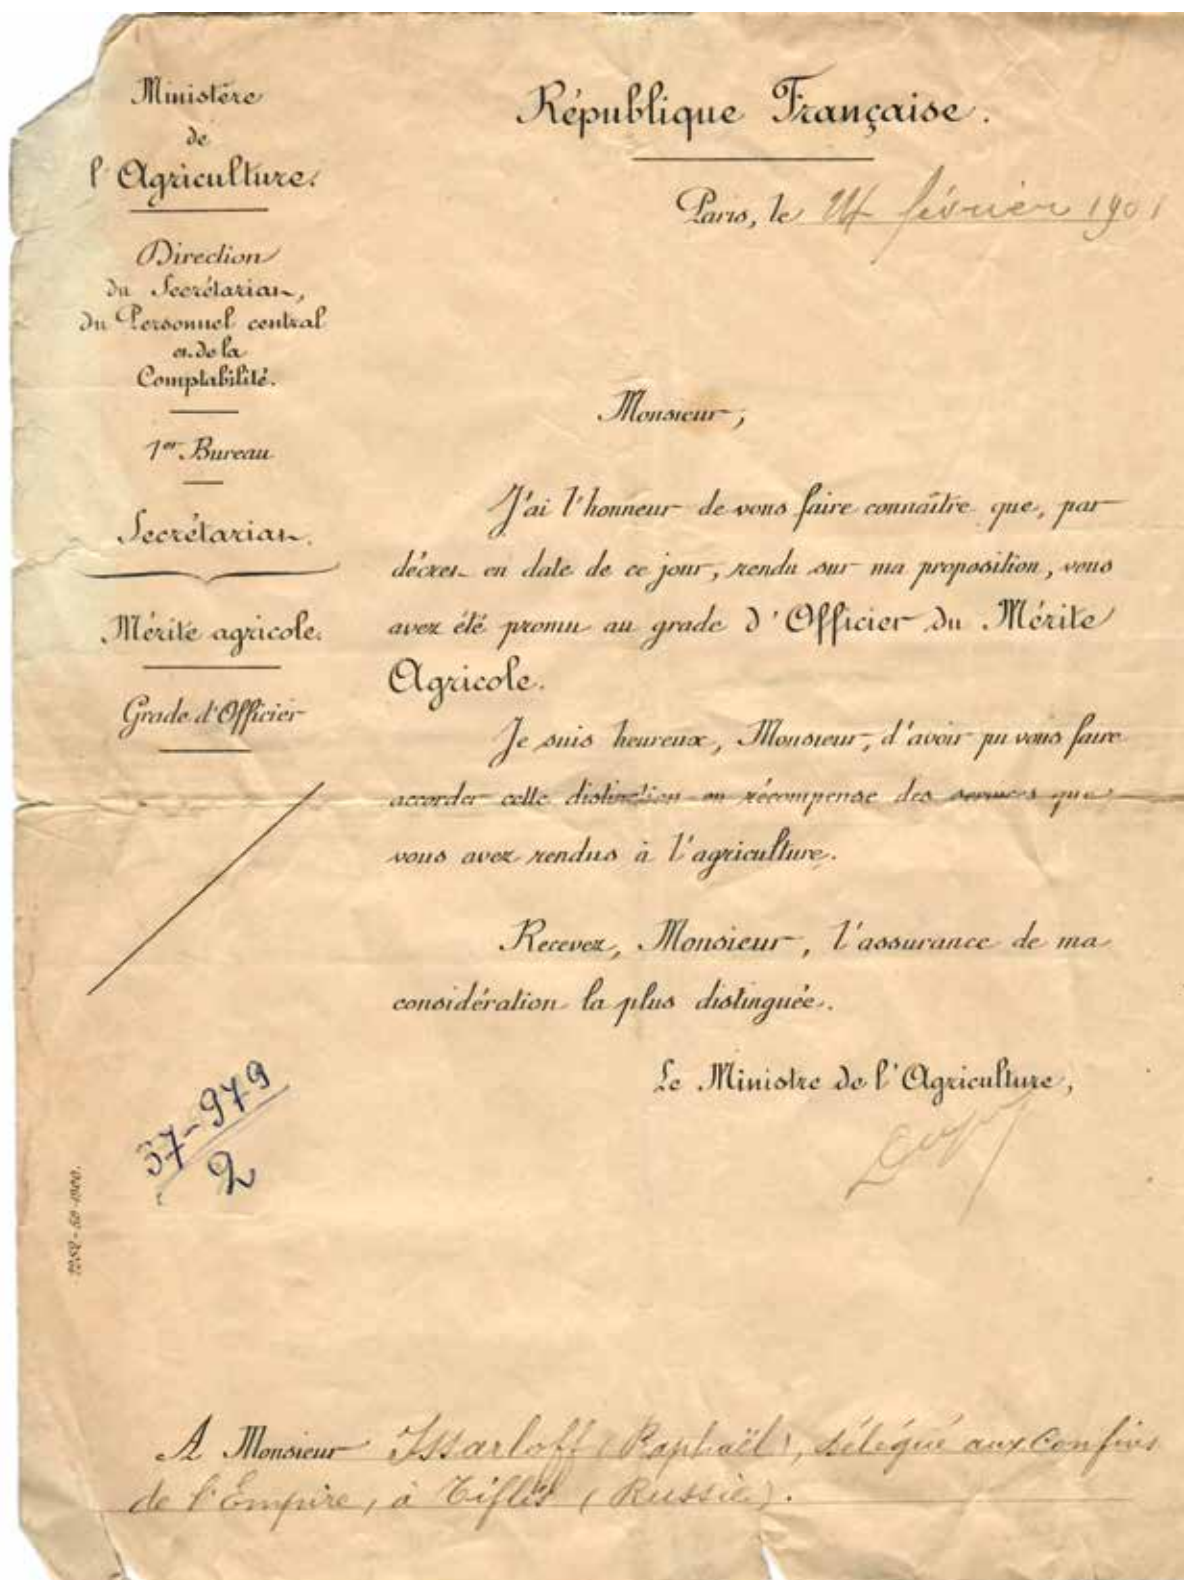 Ministère
de
l'Agriculture.
Direction
du Secrétariat,
du Personnel central
et de la
Comptabilité.
1er Bureau
Secrétariat.
Mérite agricole.
Grade d'Officier
République Française.
Paris, le 14 février 1901
Monsieur,
J'ai l'honneur de vous faire connaître que, par
décret en date de ce jour, rendu sur ma proposition, vous
avez été promu au grade d'Officier du Mérite
Agricole.
Je suis heureux, Monsieur, d'avoir pu vous faire
accorder cette distinction en récompense des services que
vous avez rendus à l'agriculture.
Recevez, Monsieur, l'assurance de ma
considération la plus distinguée.
Le Ministre de l'Agriculture,
37-979
2
A Monsieur Issarloff (Raphaël), délégué aux Confins
de l'Empire, à Tiflis (Russie).